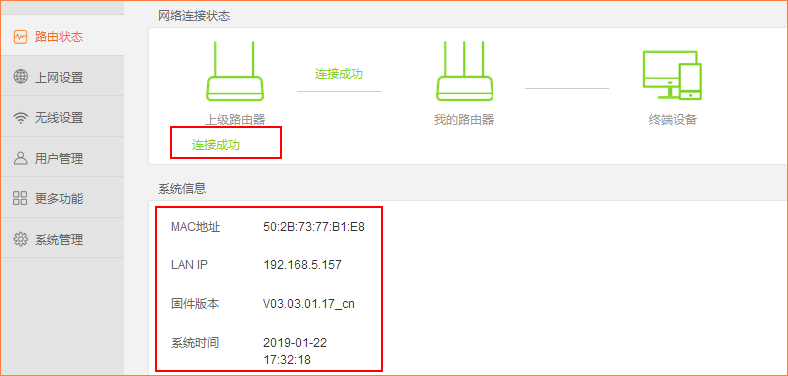 网络连接状态
路由状态
上网设置
无线设置
用户管理
更多功能
系统管理
连接成功
上级路由器
我的路由器
终端设备
连接成功
系统信息
MAC地址 50:2B:73:77:B1:E8
LAN IP 192.168.5.157
固件版本 V03.03.01.17_cn
系统时间 2019-01-22
17:32:18